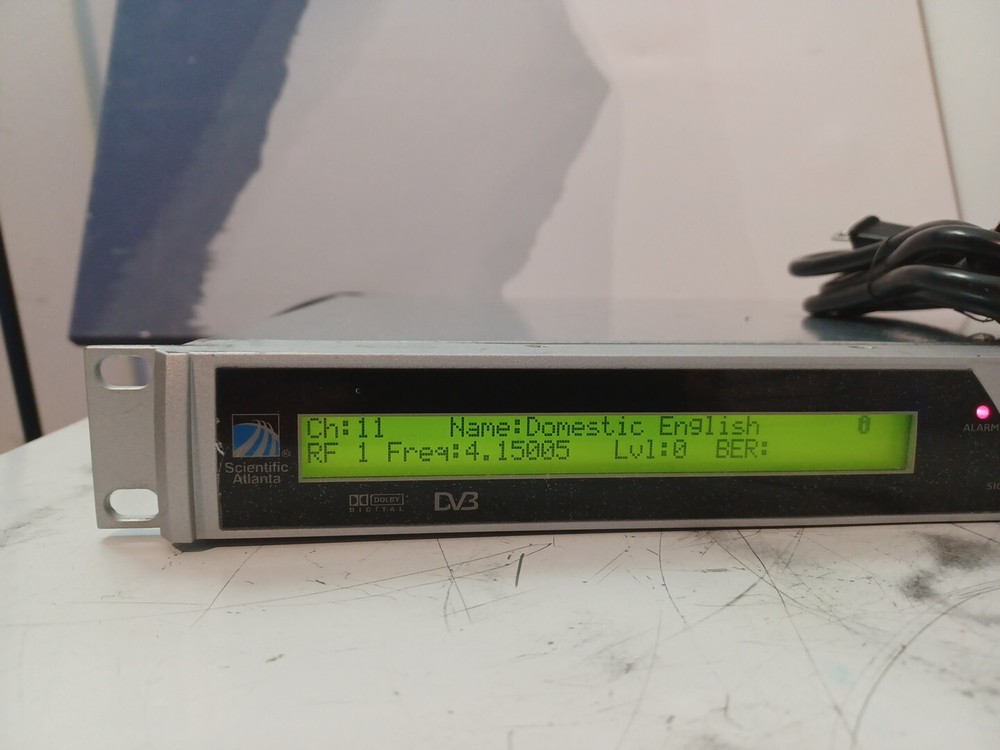 Ch:11 Name:Domestic English
RF 1 Freq:4.15005 Lvl:0 BER:
Scientific
Atlanta
ALARM
DOLBY
DIGITAL
DVB